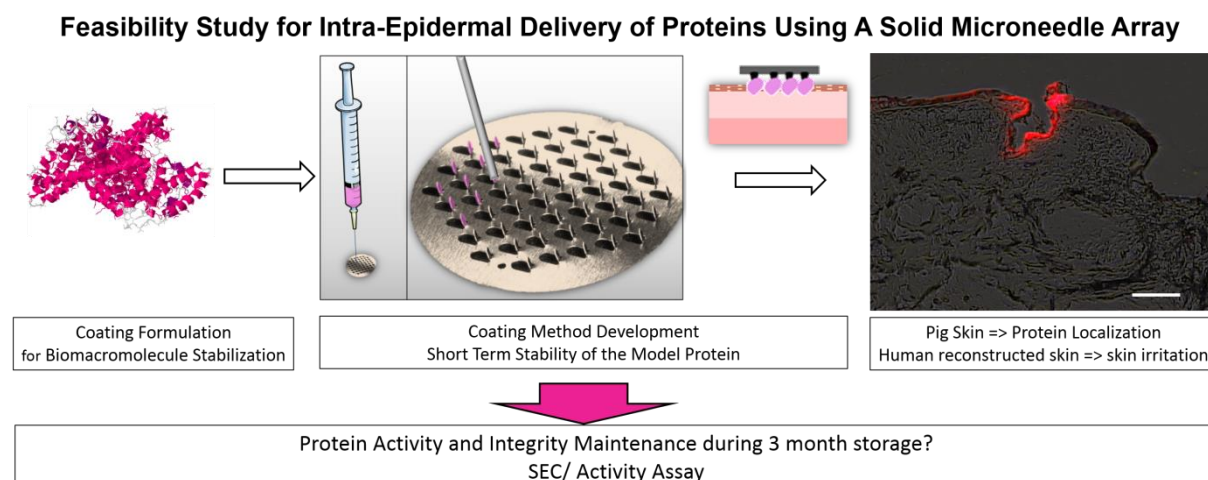 Feasibility Study for Intra-Epidermal Delivery of Proteins Using A Solid Microneedle Array
Coating Formulation
for Biomacromolecule Stabilization
Coating Method Development
Short Term Stability of the Model Protein
Pig Skin => Protein Localization
Human reconstructed skin => skin irritation
Protein Activity and Integrity Maintenance during 3 month storage?
SEC/ Activity Assay